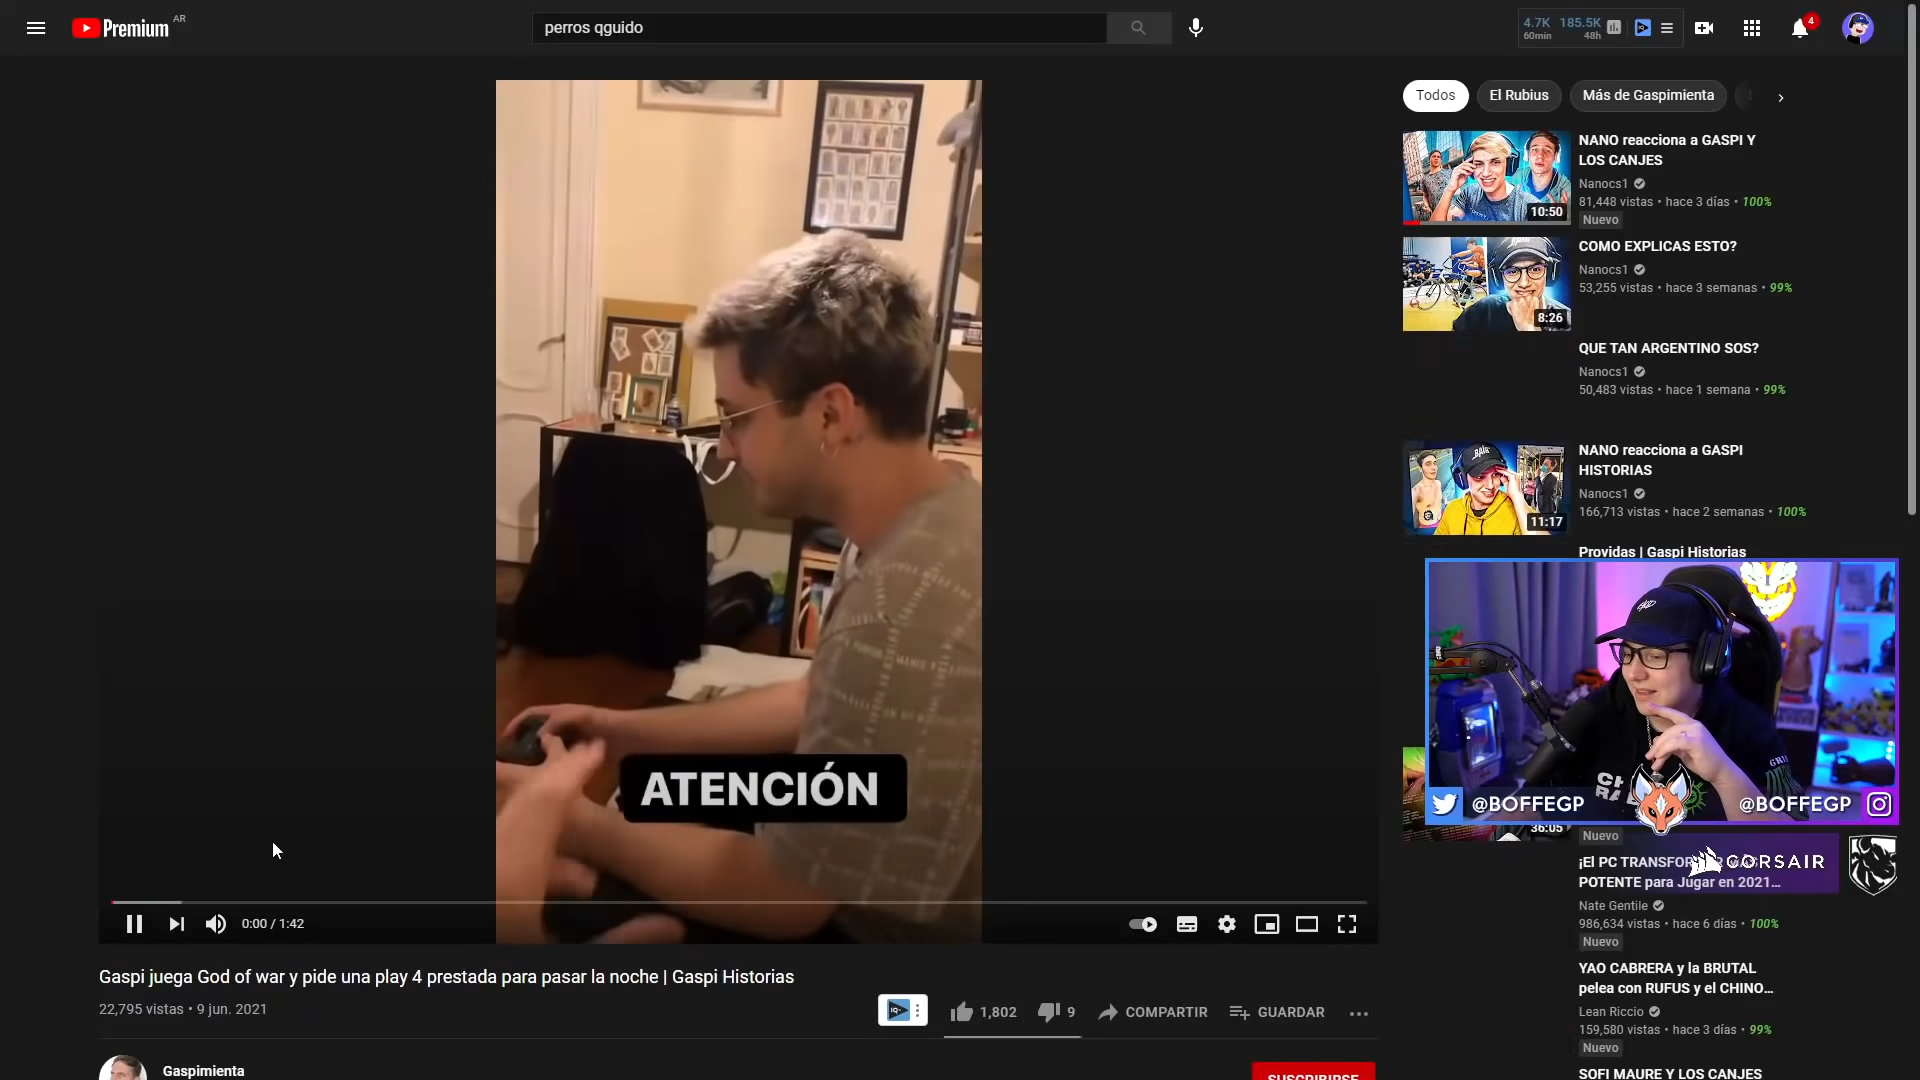 Premium AR
perros qguido
4.7K 60min
185.5K 48h
4
Todos
El Rubius
Más de Gaspimienta
NANO reacciona a GASPI Y
LOS CANJES
Nanocs1
81,448 vistas • hace 3 días • 100%
Nuevo
10:50
COMO EXPLICAS ESTO?
Nanocs1
53,255 vistas • hace 3 semanas • 99%
8:26
QUE TAN ARGENTINO SOS?
Nanocs1
50,483 vistas • hace 1 semana • 99%
NANO reacciona a GASPI
HISTORIAS
Nanocs1
166,713 vistas • hace 2 semanas • 100%
11:17
Providas | Gaspi Historias
@BOFFEGP
@BOFFEGP
36:05
Nuevo
CORSAIR
¡El PC
POTENTE para Jugar en 2021...
Nate Gentile
986,634 vistas • hace 6 días • 100%
Nuevo
YAO CABRERA y la BRUTAL
pelea con RUFUS y el CHINO...
Lean Riccio
159,580 vistas • hace 3 días • 99%
Nuevo
SOFI MAURE Y LOS CANJES
ATENCIÓN
0:00 / 1:42
Gaspi juega God of war y pide una play 4 prestada para pasar la noche | Gaspi Historias
22,795 vistas • 9 jun. 2021
1,802
9
COMPARTIR
GUARDAR
Gaspimienta
SUSCRIBIRSE